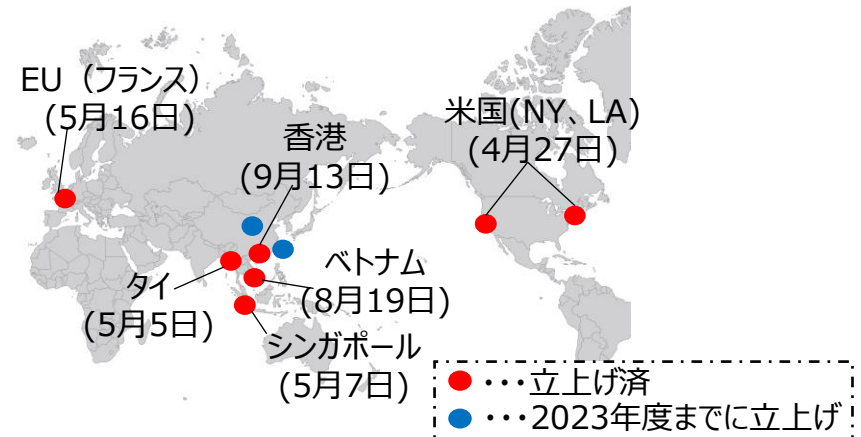 EU（フランス）
(5月16日)
香港
(9月13日)
米国(NY、LA)
(4月27日)
タイ
(5月5日)
ベトナム
(8月19日)
シンガポール
(5月7日)
・・・立上げ済
・・・2023年度までに立上げ